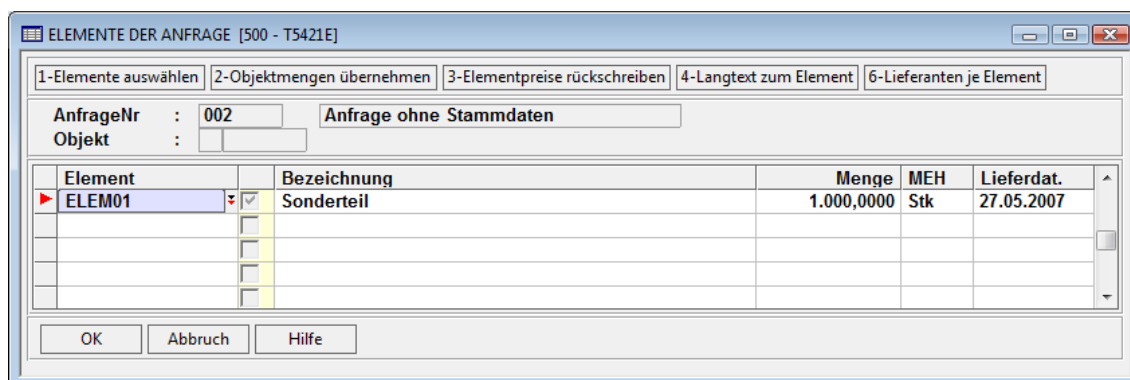 ELEMENTE DER ANFRAGE [500 - T5421E]
1-Elemente auswählen 2-Objektmengen übernehmen 3-Elementpreise rückschreiben 4-Langtext zum Element 6-Lieferanten je Element
AnfrageNr : 002 Anfrage ohne Stammdaten
Objekt :
Element Bezeichnung Menge MEH Lieferdat.
ELEM01 Sonderteil 1.000,0000 Stk 27.05.2007
OK Abbruch Hilfe